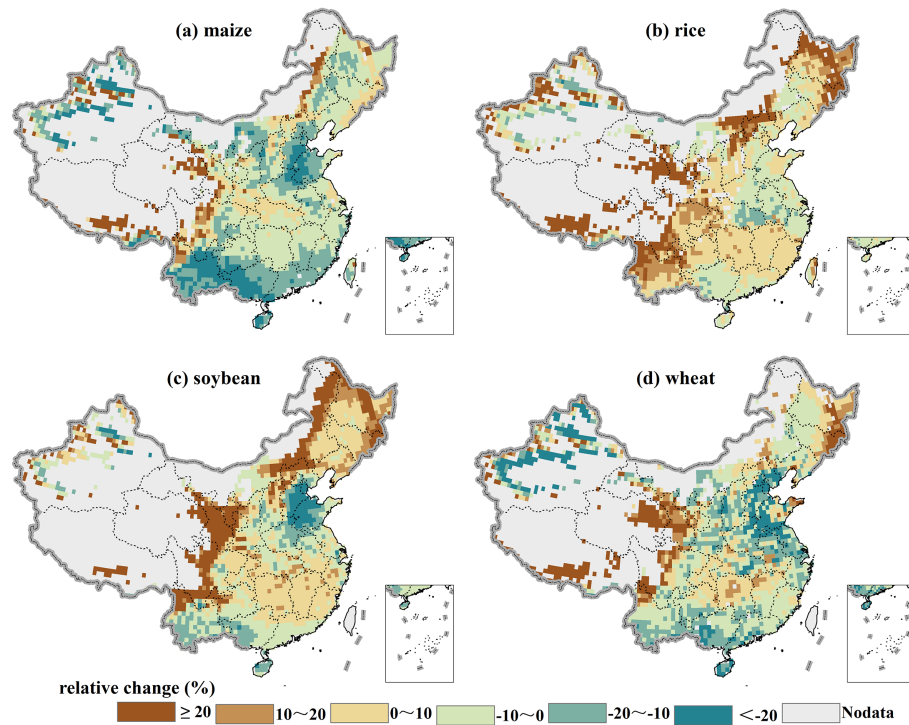 (a) maize
(b) rice
(c) soybean
(d) wheat
relative change (%)
≥ 20
10～20
0～10
-10～0
-20～-10
＜-20
Nodata